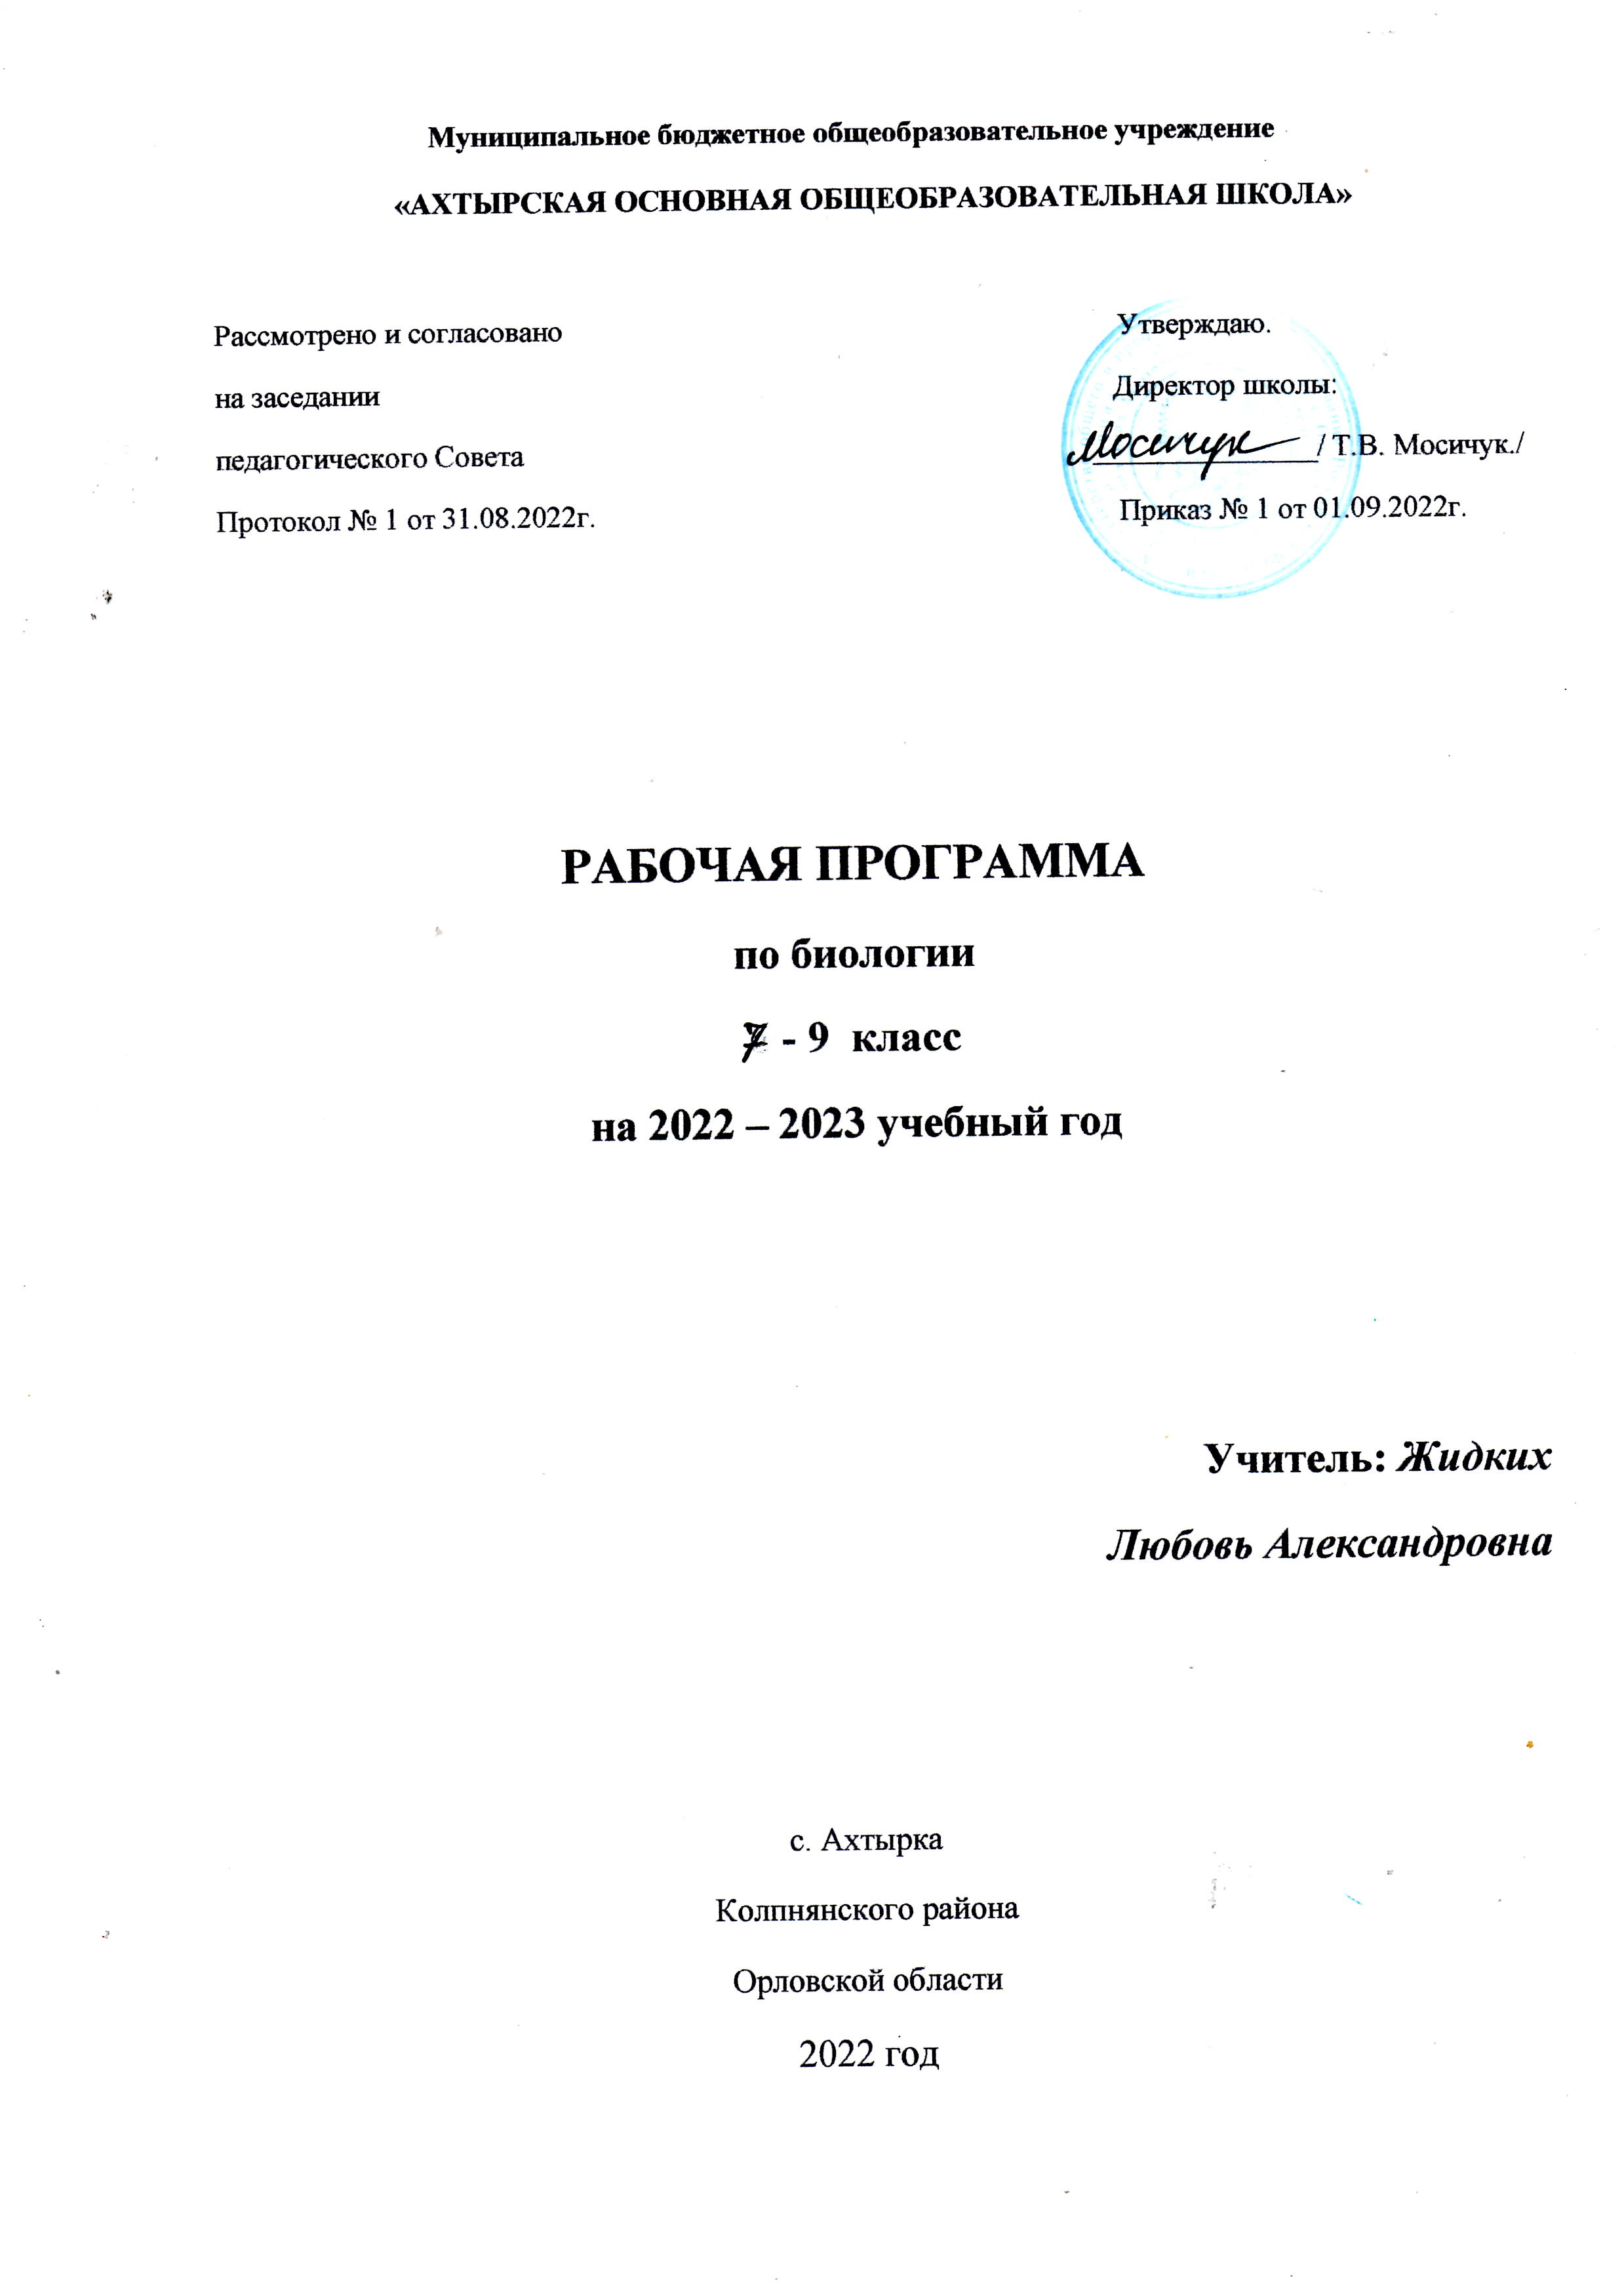 Муниципальное бюджетное общеобразовательное учреждение
«АХТЫРСКАЯ ОСНОВНАЯ ОБЩЕОБРАЗОВАТЕЛЬНАЯ ШКОЛА»
Рассмотрено и согласовано
на заседании
педагогического Совета
Протокол № 1 от 31.08.2022г.
Утверждаю.
Директор школы:
Мосичук / Т.В. Мосичук./
Приказ № 1 от 01.09.2022г.
РАБОЧАЯ ПРОГРАММА
по биологии
7 - 9 класс
на 2022 – 2023 учебный год
Учитель: Жидких
Любовь Александровна
с. Ахтырка
Колпнянского района
Орловской области
2022 год